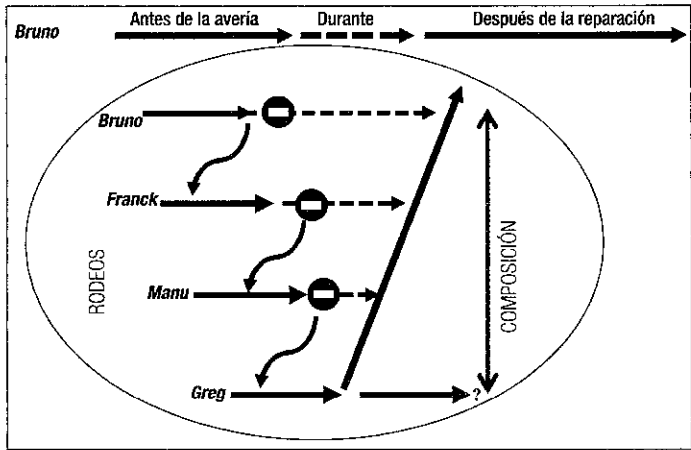 Bruno
Antes de la avería
Durante
Después de la reparación
Bruno
Franck
Manu
Greg
?
RODEOS
COMPOSICIÓN